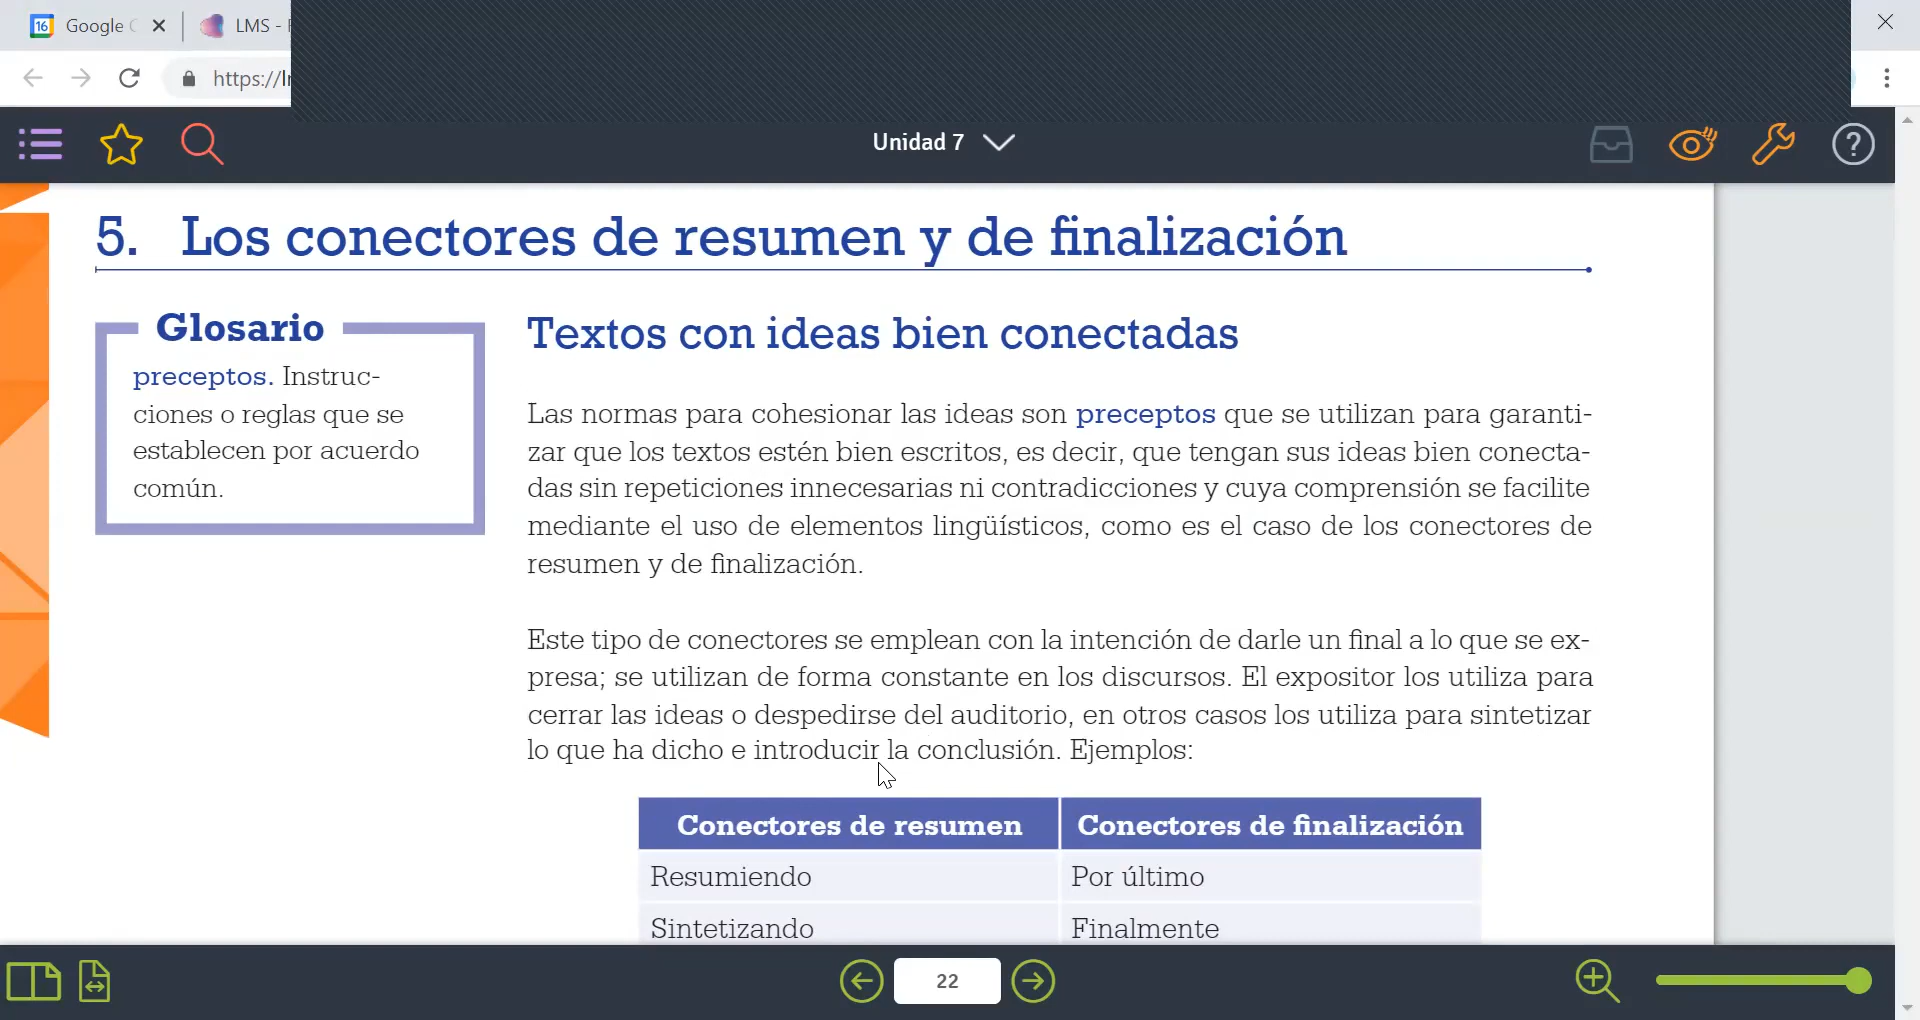 Google
LMS -
https://
Unidad 7
5. Los conectores de resumen y de finalización
Glosario
preceptos. Instruc-
ciones o reglas que se
establecen por acuerdo
común.
Textos con ideas bien conectadas
Las normas para cohesionar las ideas son preceptos que se utilizan para garanti-
zar que los textos estén bien escritos, es decir, que tengan sus ideas bien conecta-
das sin repeticiones innecesarias ni contradicciones y cuya comprensión se facilite
mediante el uso de elementos lingüísticos, como es el caso de los conectores de
resumen y de finalización.
Este tipo de conectores se emplean con la intención de darle un final a lo que se ex-
presa; se utilizan de forma constante en los discursos. El expositor los utiliza para
cerrar las ideas o despedirse del auditorio, en otros casos los utiliza para sintetizar
lo que ha dicho e introducir la conclusión. Ejemplos:
Conectores de resumen Conectores de finalización
Resumiendo Por último
Sintetizando Finalmente
22